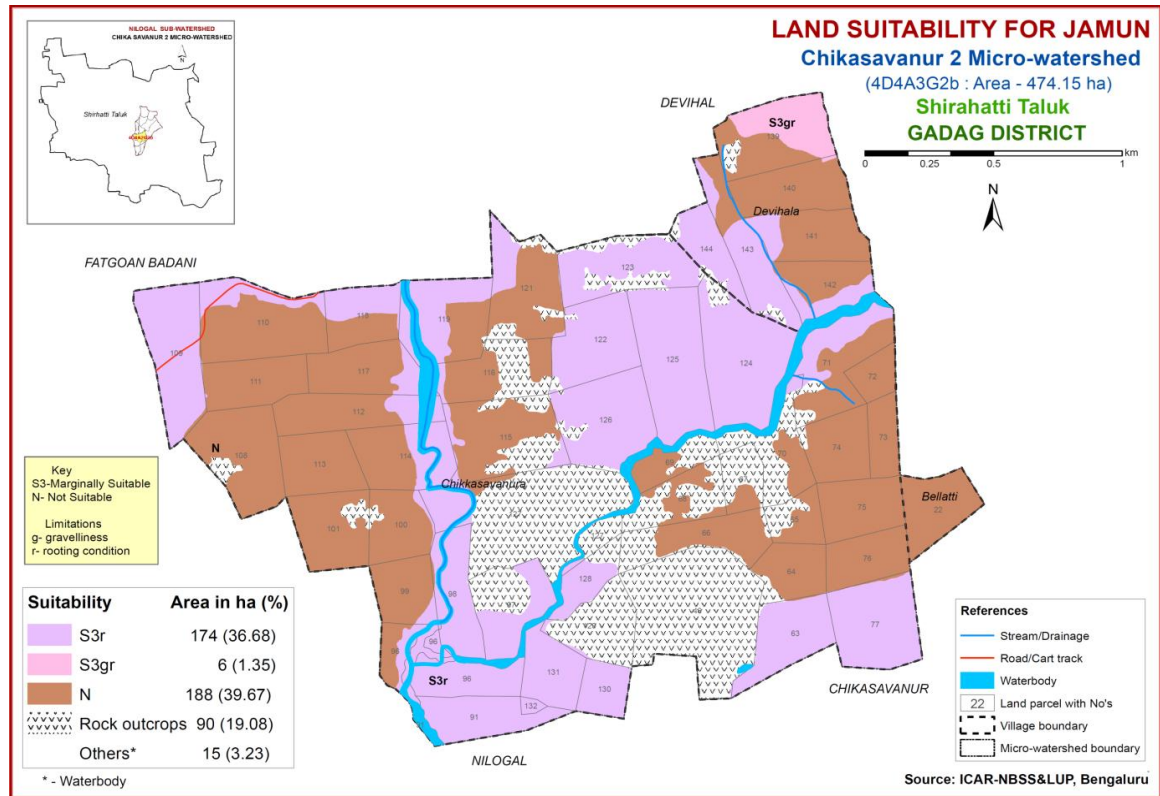 NILOGAL SUB-WATERSHED
CHIKA SAVANUR 2 MICRO-WATERSHED
N
Shirhatti Taluk
LAND SUITABILITY FOR JAMUN
Chikasavanur 2 Micro-watershed
(4D4A3G2b : Area - 474.15 ha)
Shirahatti Taluk
GADAG DISTRICT
km
0 0.25 0.5 1
N
DEVIHAL
S3gr
139
140
Devihala
141
144 143
142
FATGOAN BADANI
123
121
110 118 119
109
122
125 124
71
72
111 117
116
112
126
115
74 73
N
108
113
114
Chikkasavanura
69
70
101 100
75
Bellatti
22
66
76
64
128
99
98
63
77
96
S3r
96
131
130
132
91
CHIKASAVANUR
NILOGAL
Key
S3-Marginally Suitable
N- Not Suitable
Limitations
g- gravelliness
r- rooting condition
Suitability Area in ha (%)
S3r 174 (36.68)
S3gr 6 (1.35)
N 188 (39.67)
Rock outcrops 90 (19.08)
Others* 15 (3.23)
* - Waterbody
References
Stream/Drainage
Road/Cart track
Waterbody
22 Land parcel with No's
Village boundary
Micro-watershed boundary
Source: ICAR-NBSS&LUP, Bengaluru